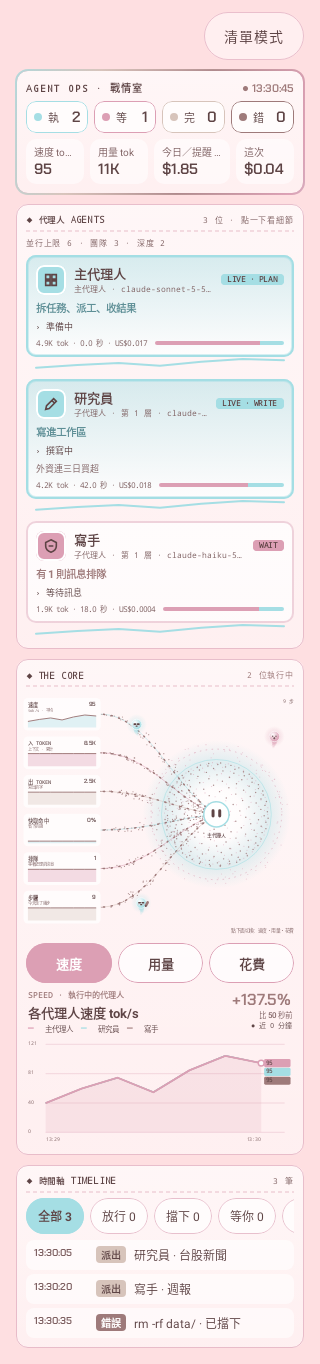 清單模式
AGENT OPS · 戰情室
13:30:45
執 2
等 1
完 0
錯 0
速度 to…
95
用量 tok
11K
今日／提醒 …
$1.85
這次
$0.04
代理人 AGENTS
3 位 · 點一下看細節
並行上限 6 · 團隊 3 · 深度 2
主代理人
LIVE · PLAN
主代理人 · claude-sonnet-5-5…
拆任務、派工、收結果
› 準備中
4.9K tok · 0.0 秒 · US$0.017
研究員
LIVE · WRITE
子代理人 · 第 1 層 · claude-…
寫進工作區
› 撰寫中
外資連三日買超
4.2K tok · 42.0 秒 · US$0.018
寫手
WAIT
子代理人 · 第 1 層 · claude-haiku-5…
有 1 則訊息排隊
› 等待訊息
1.9K tok · 18.0 秒 · US$0.0004
THE CORE
2 位執行中
速度 95
入 TOKEN 8.5K
出 TOKEN 2.5K
快取命中 0%
排隊 1
步驟 9
主代理人
速度
用量
花費
SPEED · 執行中的代理人
各代理人速度 tok/s
+137.5%
比 50 秒前
近 0 分鐘
主代理人 研究員 寫手
121
81
40
0
95
95
95
13:29
13:30
時間軸 TIMELINE
3 筆
全部 3
放行 0
擋下 0
等你 0
13:30:05 派出 研究員 · 台股新聞
13:30:20 派出 寫手 · 週報
13:30:35 錯誤 rm -rf data/ · 已擋下